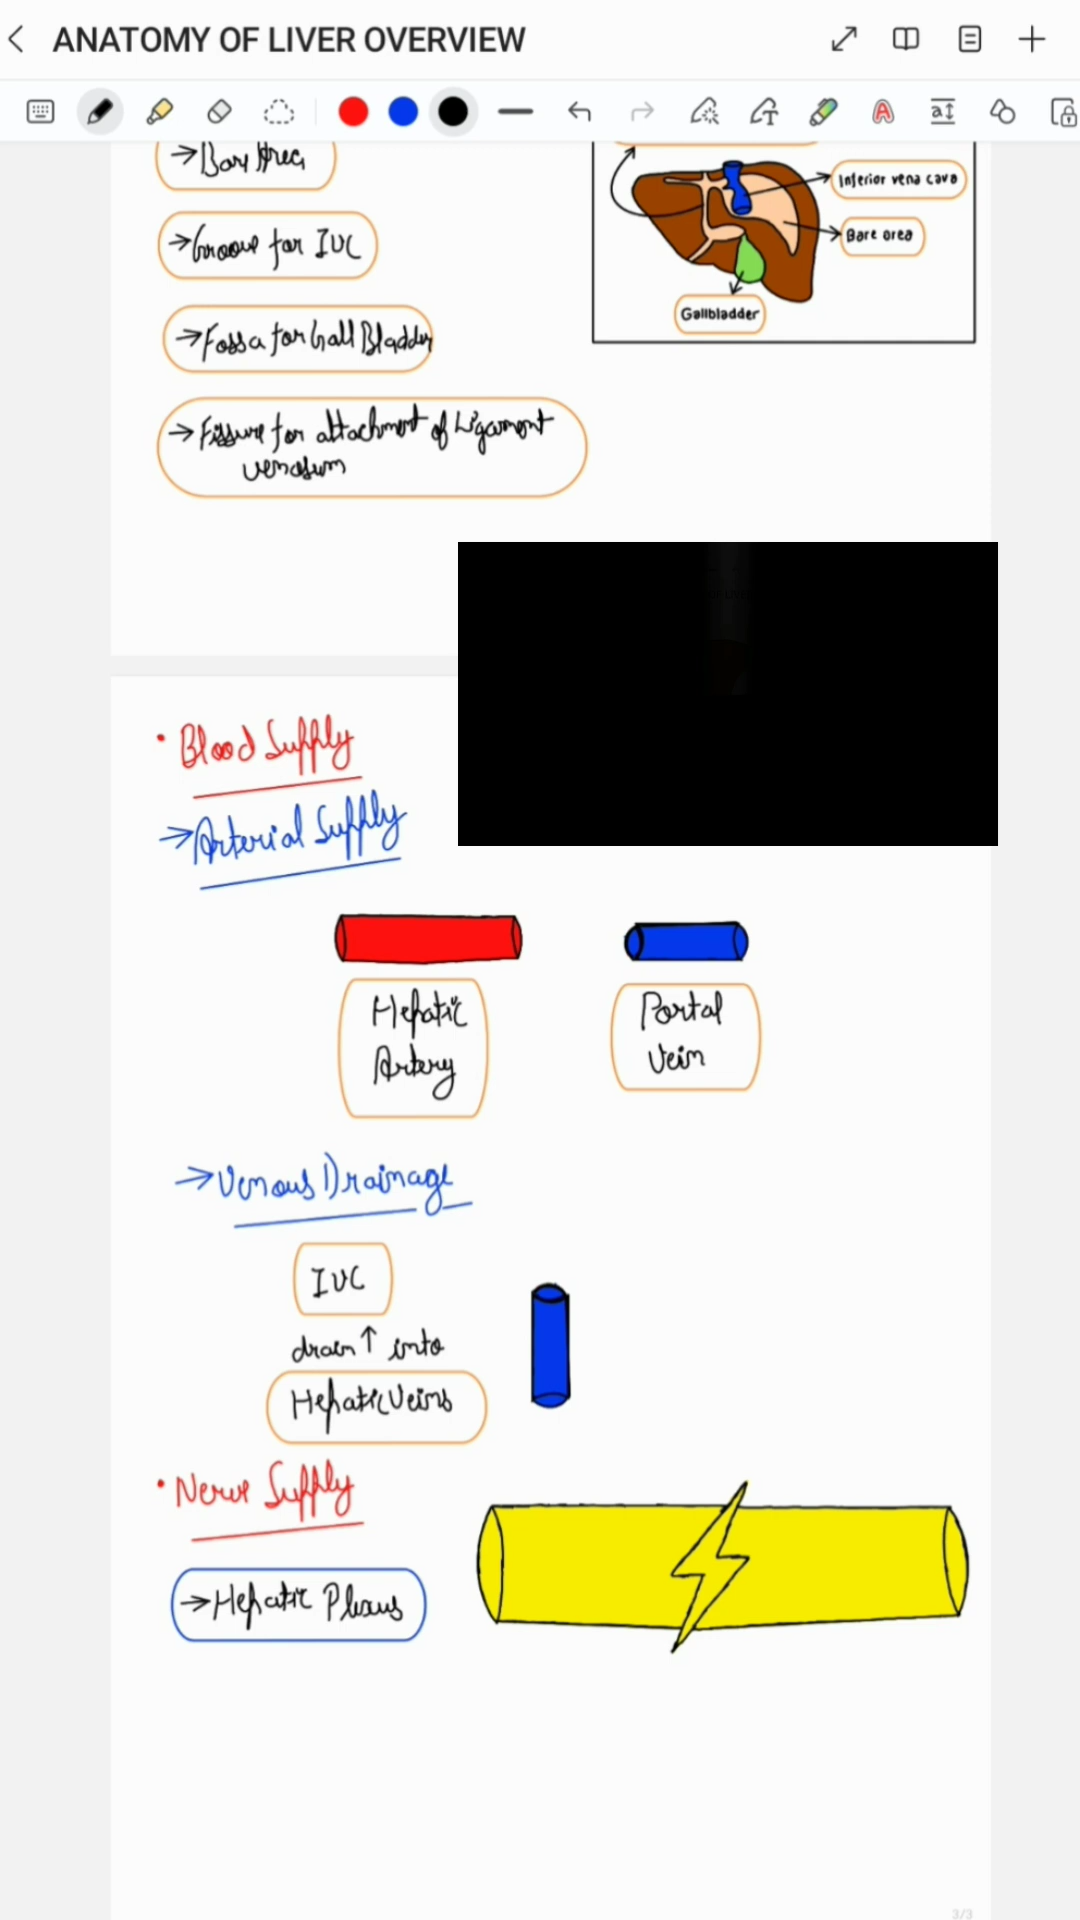 ANATOMY OF LIVER OVERVIEW
→Bare Area
→Groove for IVC
→Fossa for Gall Bladder
→Fissure for attachment of Ligament
venosum
Inferior vena cava
Bare area
Gallbladder
• Blood Supply
→Arterial Supply
Hepatic
Artery
Portal
Vein
→Venous Drainage
IVC
drain↑ into
Hepatic Veins
• Nerve Supply
→Hepatic Plexus
3/3